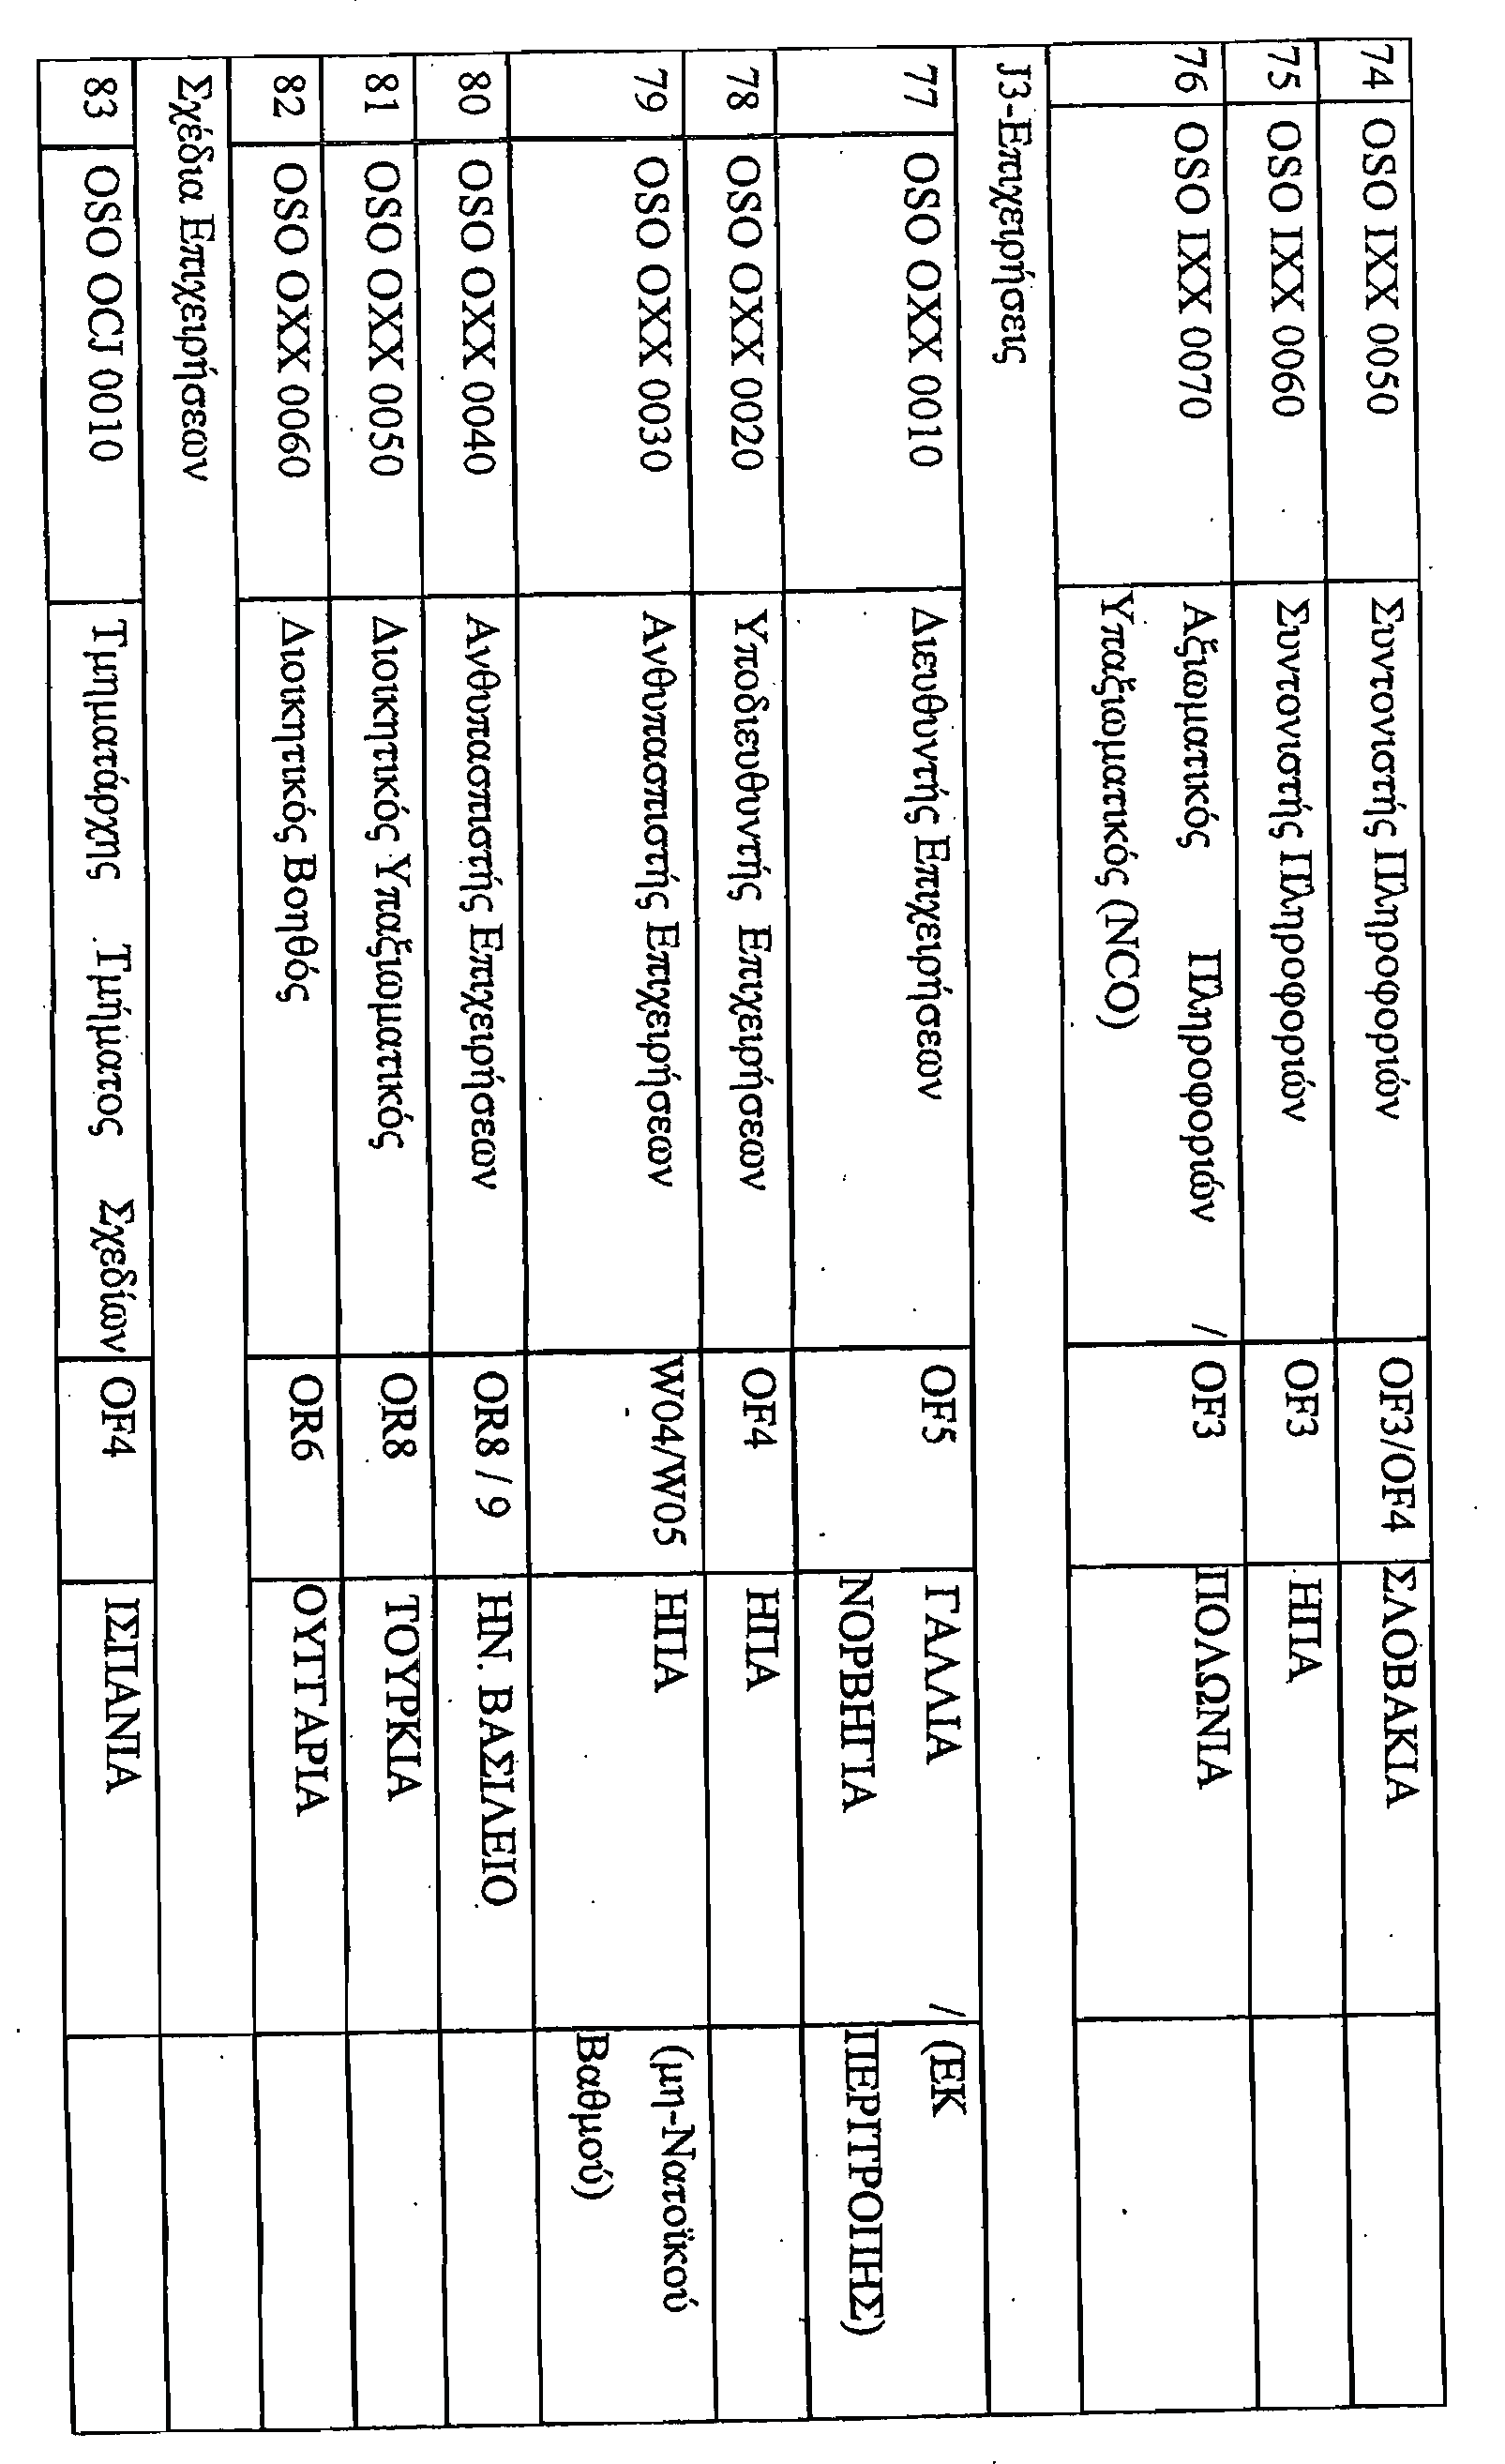 74 OSO IXX 0050 Συντονιστής Πληροφοριών OF3/OF4 ΣΛΟΒΑΚΙΑ
75 OSO IXX 0060 Συντονιστής Πληροφοριών OF3 ΗΠΑ
76 OSO IXX 0070 Αξιωματικός Πληροφοριών / OF3 ΠΟΛΩΝΙΑ
Υπαξιωματικός (NCO)
J3-Επιχειρήσεις
77 OSO OXX 0010 Διευθυντής Επιχειρήσεων OF5 ΓΑΛΛΙΑ / (ΕΚ
ΝΟΡΒΗΓΙΑ ΠΕΡΙΤΡΟΠΗΣ)
78 OSO OXX 0020 Υποδιευθυντής Επιχειρήσεων OF4 ΗΠΑ
79 OSO OXX 0030 Ανθυπασπιστής Επιχειρήσεων W04/W05 ΗΠΑ (μη-Νατοϊκού
Βαθμού)
80 OSO OXX 0040 Ανθυπασπιστής Επιχειρήσεων OR8 / 9 ΗΝ. ΒΑΣΙΛΕΙΟ
81 OSO OXX 0050 Διοικητικός Υπαξιωματικός OR8 ΤΟΥΡΚΙΑ
82 OSO OXX 0060 Διοικητικός Βοηθός OR6 ΟΥΓΓΑΡΙΑ
Σχέδια Επιχειρήσεων
83 OSO OCJ 0010 Τμηματάρχης Τμήματος Σχεδίων OF4 ΙΣΠΑΝΙΑ